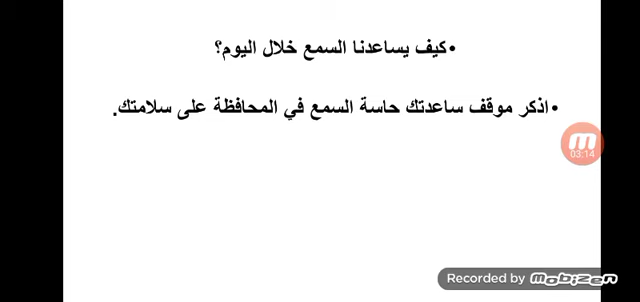 •كيف يساعدنا السمع خلال اليوم؟
•اذكر موقف ساعدتك حاسة السمع في المحافظة على سلامتك.
03:14
Recorded by Mobizen